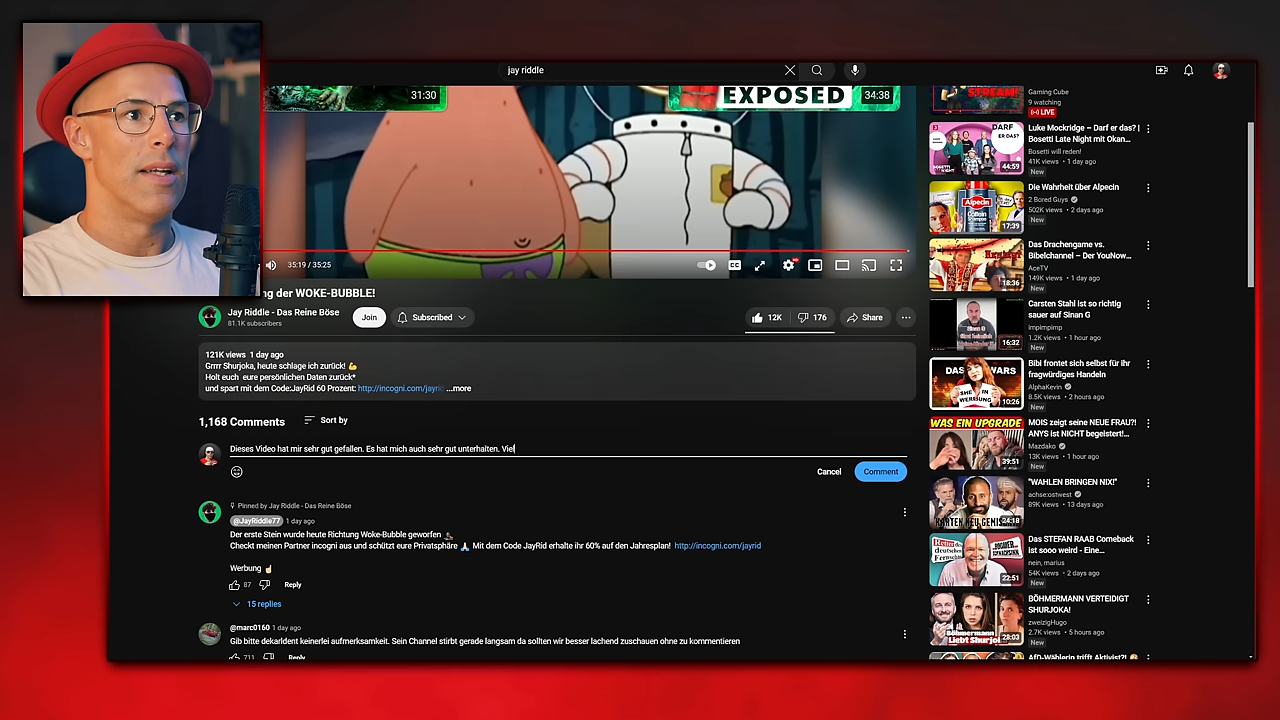 jay riddle
31:30
EXPOSED
34:38
35:19 / 35:25
ng der WOKE-BUBBLE!
Jay Riddle - Das Reine Böse
81.1K subscribers
Join
Subscribed
12K
176
Share
121K views 1 day ago
Grrrr Shurjoka, heute schlage ich zurück!
Holt euch eure persönlichen Daten zurück*
und spart mit dem Code:JayRid 60 Prozent: http://incogni.com/jayri ...more
1,168 Comments
Sort by
Dieses Video hat mir sehr gut gefallen. Es hat mich auch sehr gut unterhalten. Viel
Cancel
Comment
Pinned by Jay Riddle - Das Reine Böse
@JayRiddle77 1 day ago
Der erste Stein wurde heute Richtung Woke-Bubble geworfen
Checkt meinen Partner incogni aus und schützt eure Privatsphäre Mit dem Code JayRid erhalte ihr 60% auf den Jahresplan! http://incogni.com/jayrid
Werbung
87
Reply
15 replies
@marc0160 1 day ago
Gib bitte dekarldent keinerlei aufmerksamkeit. Sein Channel stirbt gerade langsam da sollten wir besser lachend zuschauen ohne zu kommentieren
711
Reply
STREAM!
Gaming Cube
9 watching
LIVE
DARF
ER DAS?
44:59
Luke Mockridge – Darf er das? |
Bosetti Late Night mit Okan...
Bosetti will reden!
41K views • 1 day ago
New
Alpecin
17:39
Die Wahrheit über Alpecin
2 Bored Guys
502K views • 2 days ago
New
18:36
Das Drachengame vs.
Bibelchannel – Der YouNow...
AceTV
149K views • 1 day ago
New
16:32
Carsten Stahl ist so richtig
sauer auf Sinan G
impimpimp
1.2K views • 1 hour ago
New
DAS
WARS
10:26
Bibi frontet sich selbst für ihr
fragwürdiges Handeln
AlphaKevin
8.5K views • 2 hours ago
New
WAS EIN UPGRADE
39:51
MOIS zeigt seine NEUE FRAU?!
ANYS ist NICHT begeistert!...
Mazdako
13K views • 1 hour ago
New
KARTEN NEU GEMISCHT
24:18
"WAHLEN BRINGEN NIX!"
achse:ostwest
89K views • 13 days ago
22:51
Das STEFAN RAAB Comeback
ist sooo weird - Eine...
nein, marius
54K views • 2 days ago
New
Böhmermann
Liebt Shurjoka
28:03
BÖHMERMANN VERTEIDIGT
SHURJOKA!
zweizigHugo
2.7K views • 5 hours ago
New
AfD-Wählerin trifft Aktivist?!